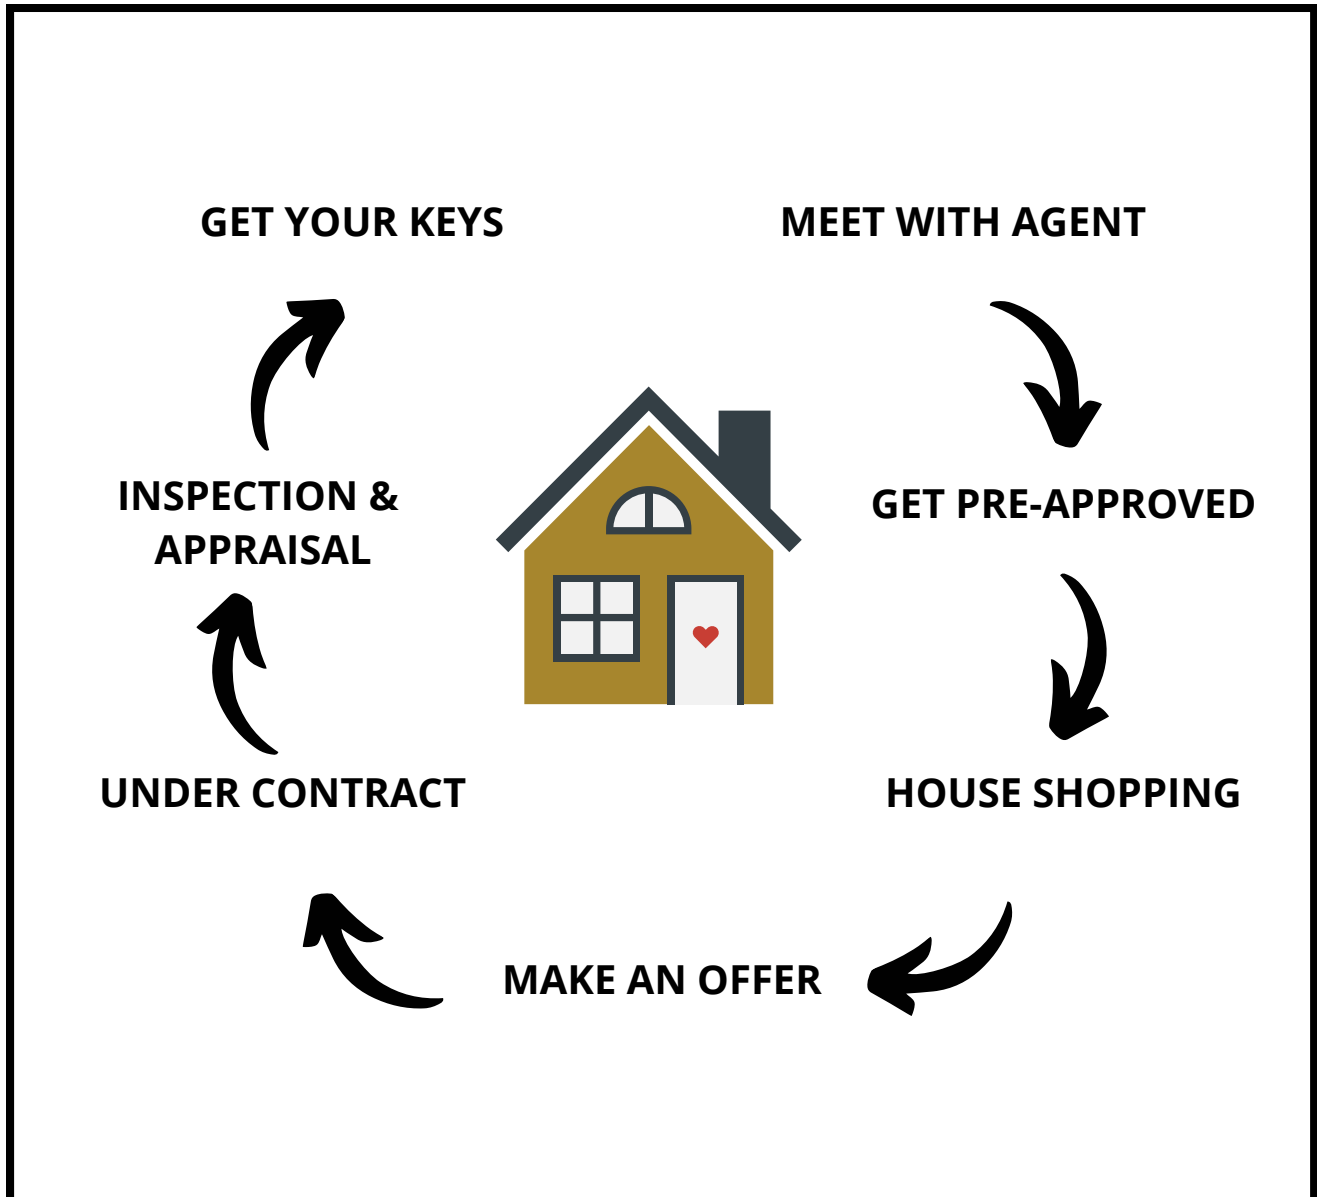 MEET WITH AGENT
GET PRE-APPROVED
HOUSE SHOPPING
MAKE AN OFFER
UNDER CONTRACT
INSPECTION &
APPRAISAL
GET YOUR KEYS